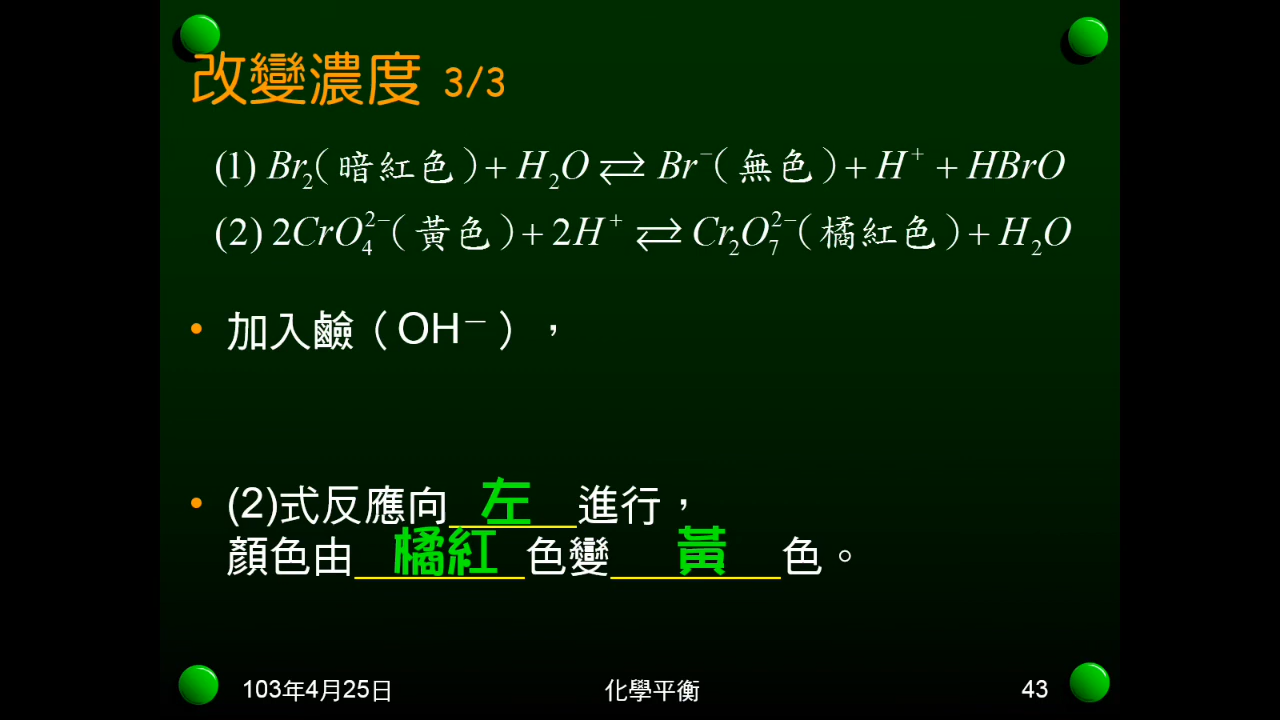 改變濃度 3/3
(1) Br₂（暗紅色）+ H₂O ⇌ Br⁻（無色）+ H⁺ + HBrO
(2) 2CrO₄²⁻（黃色）+ 2H⁺ ⇌ Cr₂O₇²⁻（橘紅色）+ H₂O
• 加入鹼（OH⁻），
• (2)式反應向 左 進行，
顏色由 橘紅 色變 黃 色。
103年4月25日 化學平衡 43